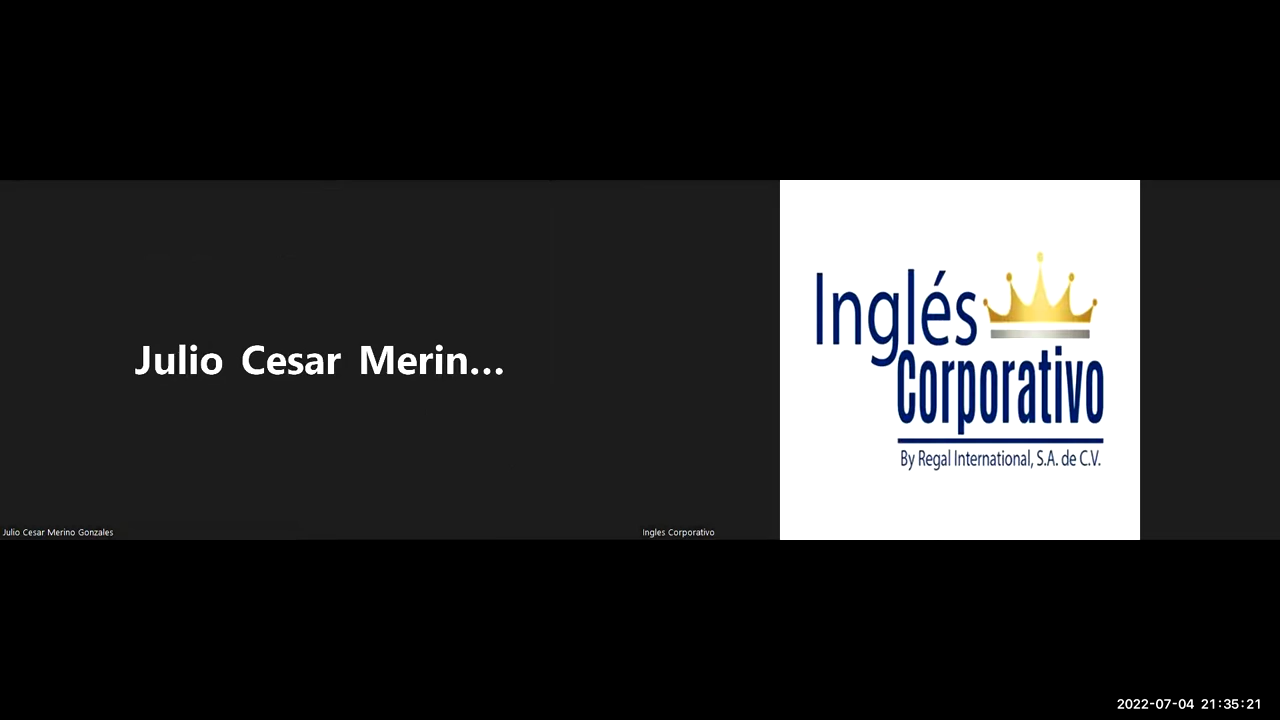 Julio Cesar Merin...
Julio Cesar Merino Gonzales
Inglés
Corporativo
By Regal International, S.A. de C.V.
Ingles Corporativo
2022-07-04 21:35:21